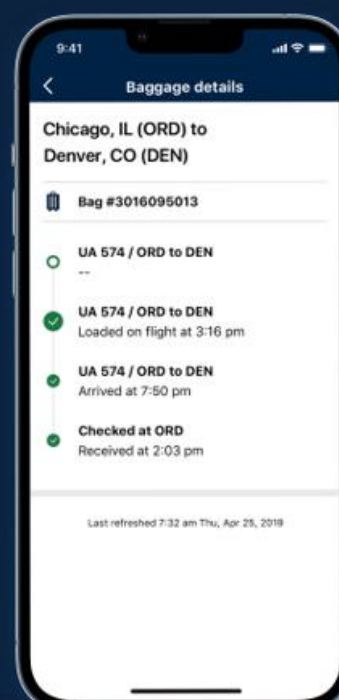 9:41
Baggage details
Chicago, IL (ORD) to
Denver, CO (DEN)
Bag #3016095013
UA 574 / ORD to DEN
--
UA 574 / ORD to DEN
Loaded on flight at 3:16 pm
UA 574 / ORD to DEN
Arrived at 7:50 pm
Checked at ORD
Received at 2:03 pm
Last refreshed 7:32 am Thu, Apr 25, 2019